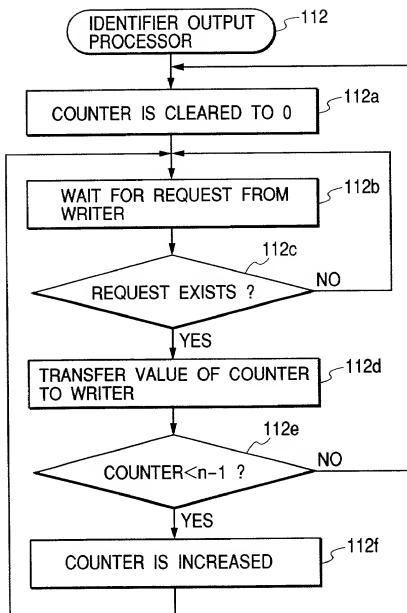 IDENTIFIER OUTPUT
PROCESSOR
112
COUNTER IS CLEARED TO 0
112a
WAIT FOR REQUEST FROM
WRITER
112b
112c
REQUEST EXISTS ?
NO
YES
TRANSFER VALUE OF COUNTER
TO WRITER
112d
112e
COUNTER<n-1 ?
NO
YES
COUNTER IS INCREASED
112f